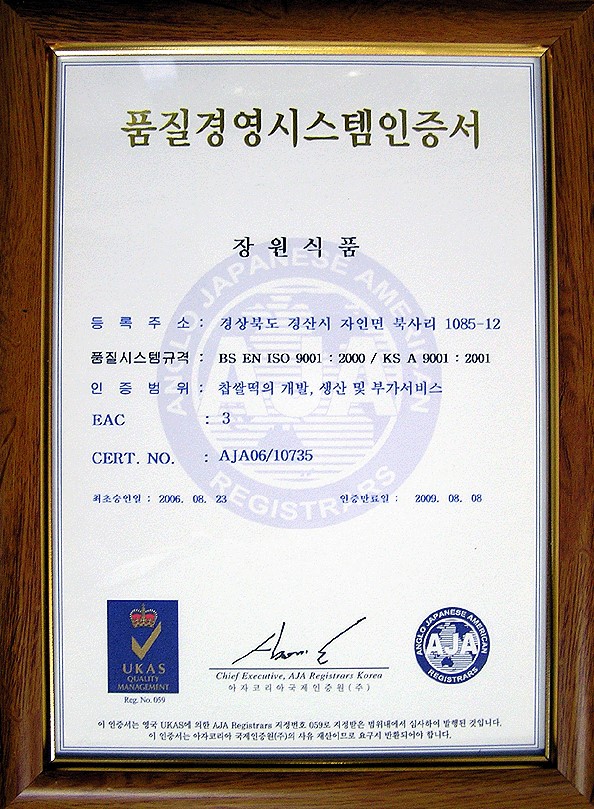 품질경영시스템인증서
장 원 식 품
등 록 주 소 : 경상북도 경산시 자인면 북사리 1085-12
품질시스템규격 : BS EN ISO 9001 : 2000 / KS A 9001 : 2001
인 증 범 위 : 찹쌀떡의 개발, 생산 및 부가서비스
EAC : 3
CERT. NO. : AJA06/10735
최초승인일 : 2006. 08. 23 인증만료일 : 2009. 08. 08
ANGLO JAPANESE AMERICAN
AJA
REGISTRARS
UKAS
QUALITY
MANAGEMENT
Reg. No. 059
Chief Executive, AJA Registrars Korea
아자코리아국제인증원(주)
ANGLO JAPANESE AMERICAN
AJA
REGISTRARS
이 인증서는 영국 UKAS에 의한 AJA Registrars 지정번호 059로 지정받은 범위내에서 심사하여 발행된 것입니다.
이 인증서는 아자코리아 국제인증원(주)의 사유 재산이므로 요구시 반환되어야 합니다.